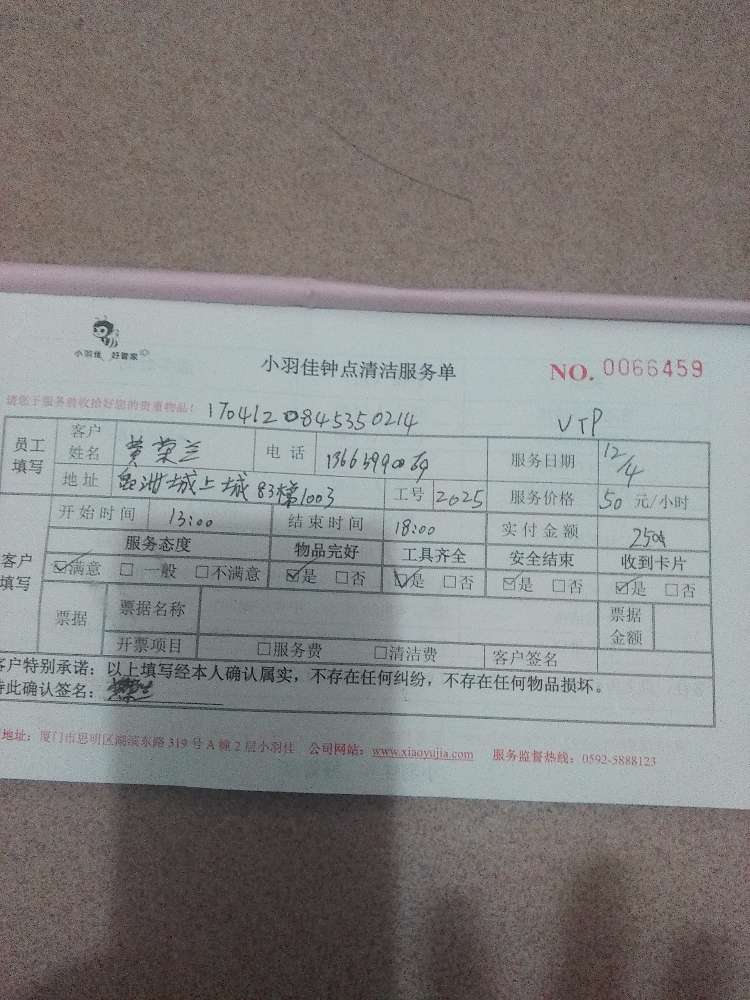 小羽佳 好管家
小羽佳钟点清洁服务单
NO. 0066459
请您于服务前收拾好您的贵重物品!
1704120845350214
VIP
员工填写
客户姓名 黄荣兰 电话 服务日期 12/4
地址 城上城83梯1003 工号 2025 服务价格 50 元/小时
客户填写
开始时间 13:00 结束时间 18:00 实付金额
服务态度 物品完好 工具齐全 安全结束 收到卡片
☑满意 □一般 □不满意 ☑是 □否 ☑是 □否 ☑是 □否 ☑是 □否
票据 票据名称 票据金额
开票项目 □服务费 □清洁费 客户签名
客户特别承诺:以上填写经本人确认属实,不存在任何纠纷,不存在任何物品损坏。
特此确认签名:
地址:厦门市思明区湖滨东路319号A幢2层小羽佳 公司网站:www.xiaoyujia.com 服务监督热线:0592-5888123